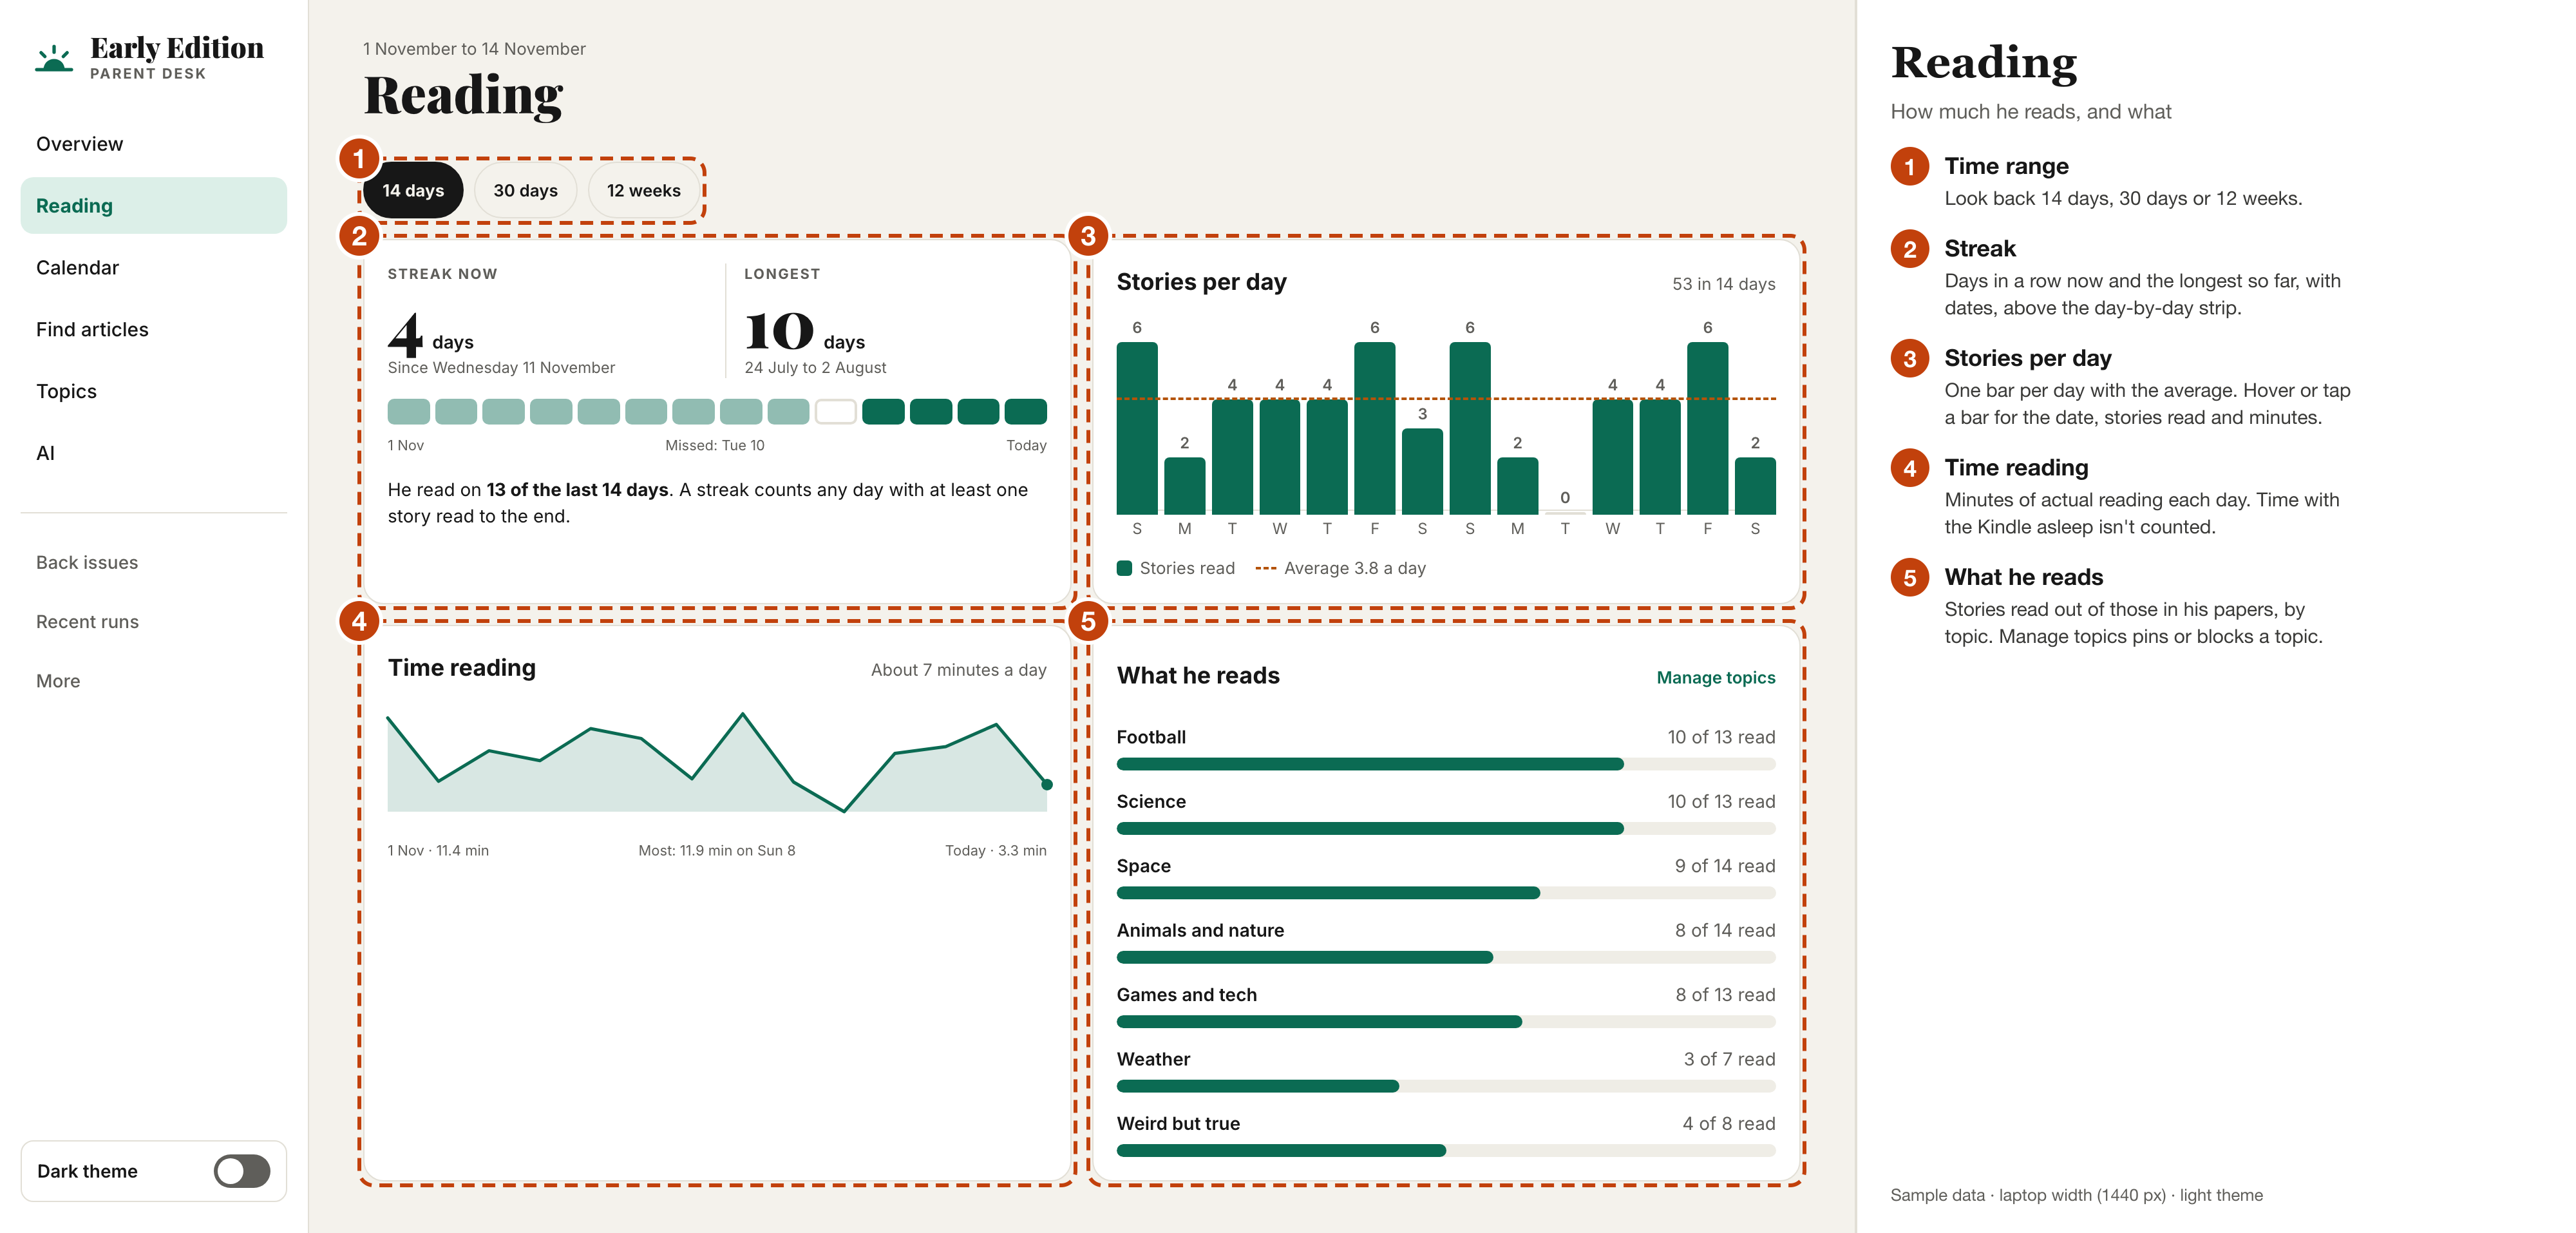 Early Edition
PARENT DESK
Overview
Reading
Calendar
Find articles
Topics
AI
Back issues
Recent runs
More
Dark theme
1 November to 14 November
Reading
1
14 days
30 days
12 weeks
2
STREAK NOW
LONGEST
4 days
10 days
Since Wednesday 11 November
24 July to 2 August
1 Nov
Missed: Tue 10
Today
He read on 13 of the last 14 days. A streak counts any day with at least one
story read to the end.
3
Stories per day
53 in 14 days
6 2 4 4 4 6 3 6 2 0 4 4 6 2
S M T W T F S S M T W T F S
Stories read
Average 3.8 a day
4
Time reading
About 7 minutes a day
1 Nov · 11.4 min
Most: 11.9 min on Sun 8
Today · 3.3 min
5
What he reads
Manage topics
Football
10 of 13 read
Science
10 of 13 read
Space
9 of 14 read
Animals and nature
8 of 14 read
Games and tech
8 of 13 read
Weather
3 of 7 read
Weird but true
4 of 8 read
Reading
How much he reads, and what
1
Time range
Look back 14 days, 30 days or 12 weeks.
2
Streak
Days in a row now and the longest so far, with
dates, above the day-by-day strip.
3
Stories per day
One bar per day with the average. Hover or tap
a bar for the date, stories read and minutes.
4
Time reading
Minutes of actual reading each day. Time with
the Kindle asleep isn't counted.
5
What he reads
Stories read out of those in his papers, by
topic. Manage topics pins or blocks a topic.
Sample data · laptop width (1440 px) · light theme